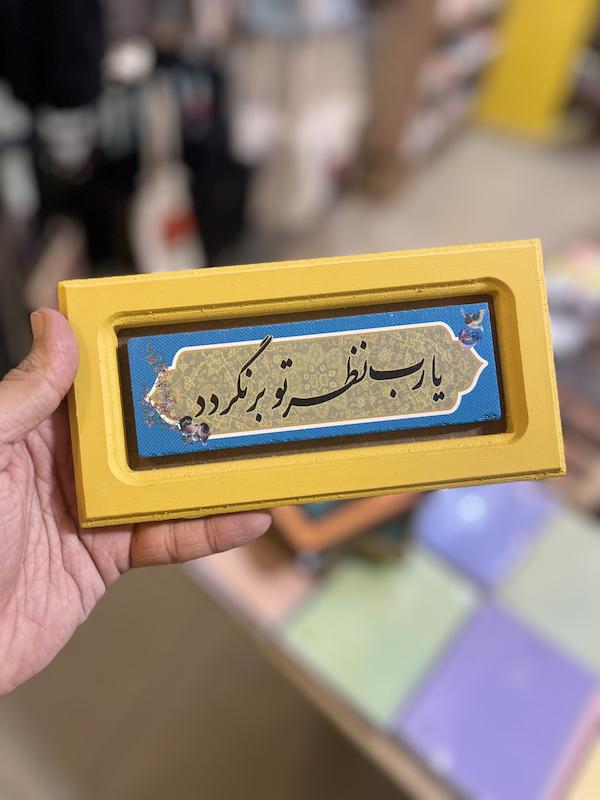 یا رب نظر تو برنگردد